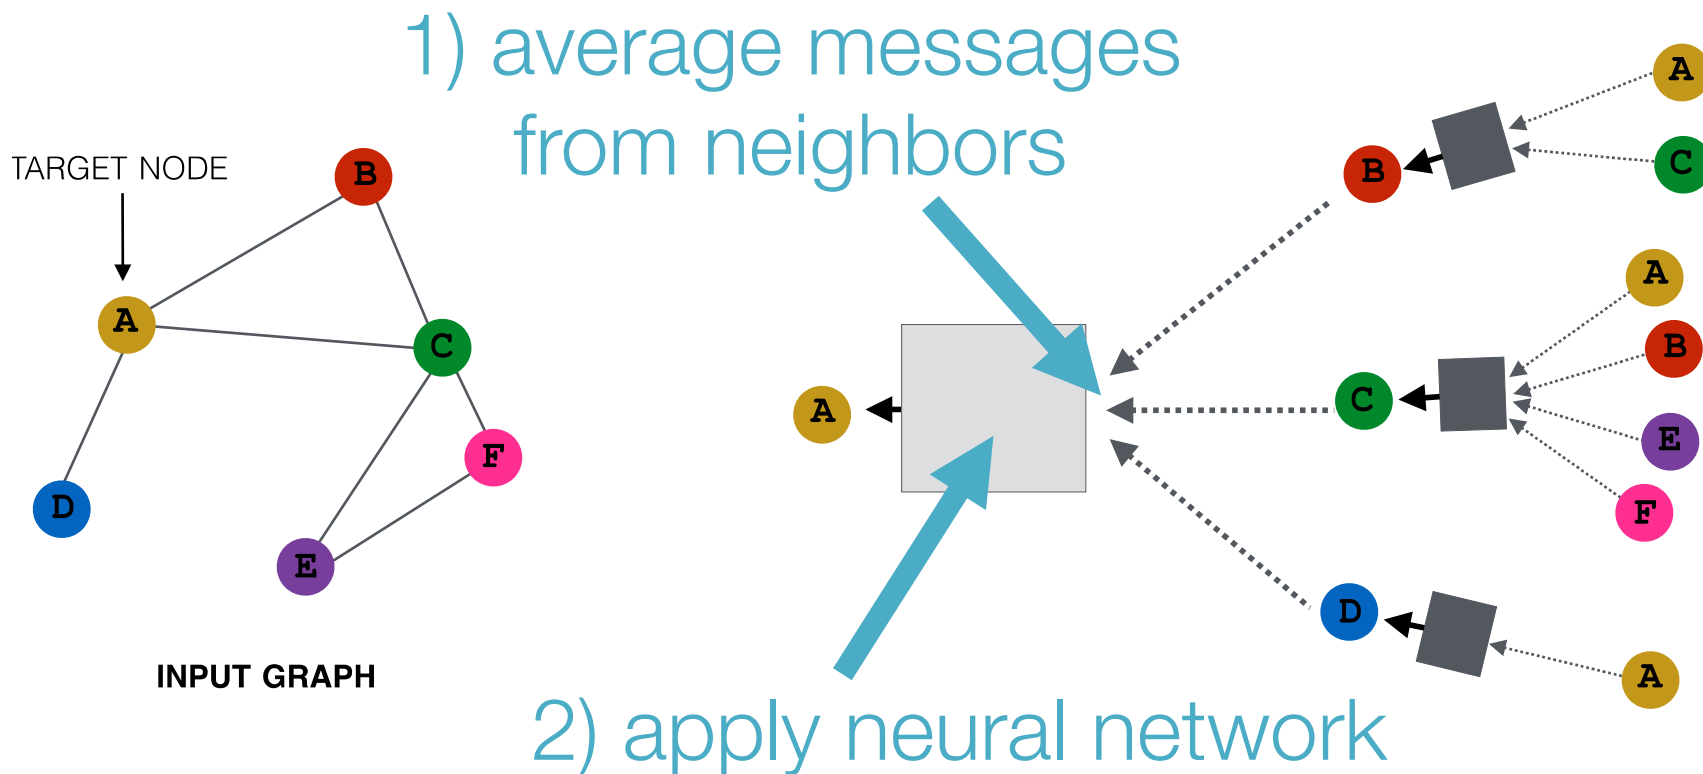 1) average messages
from neighbors
TARGET NODE
B
A
C
F
D
E
INPUT GRAPH
A
B
A
C
C
A
B
E
F
D
A
2) apply neural network